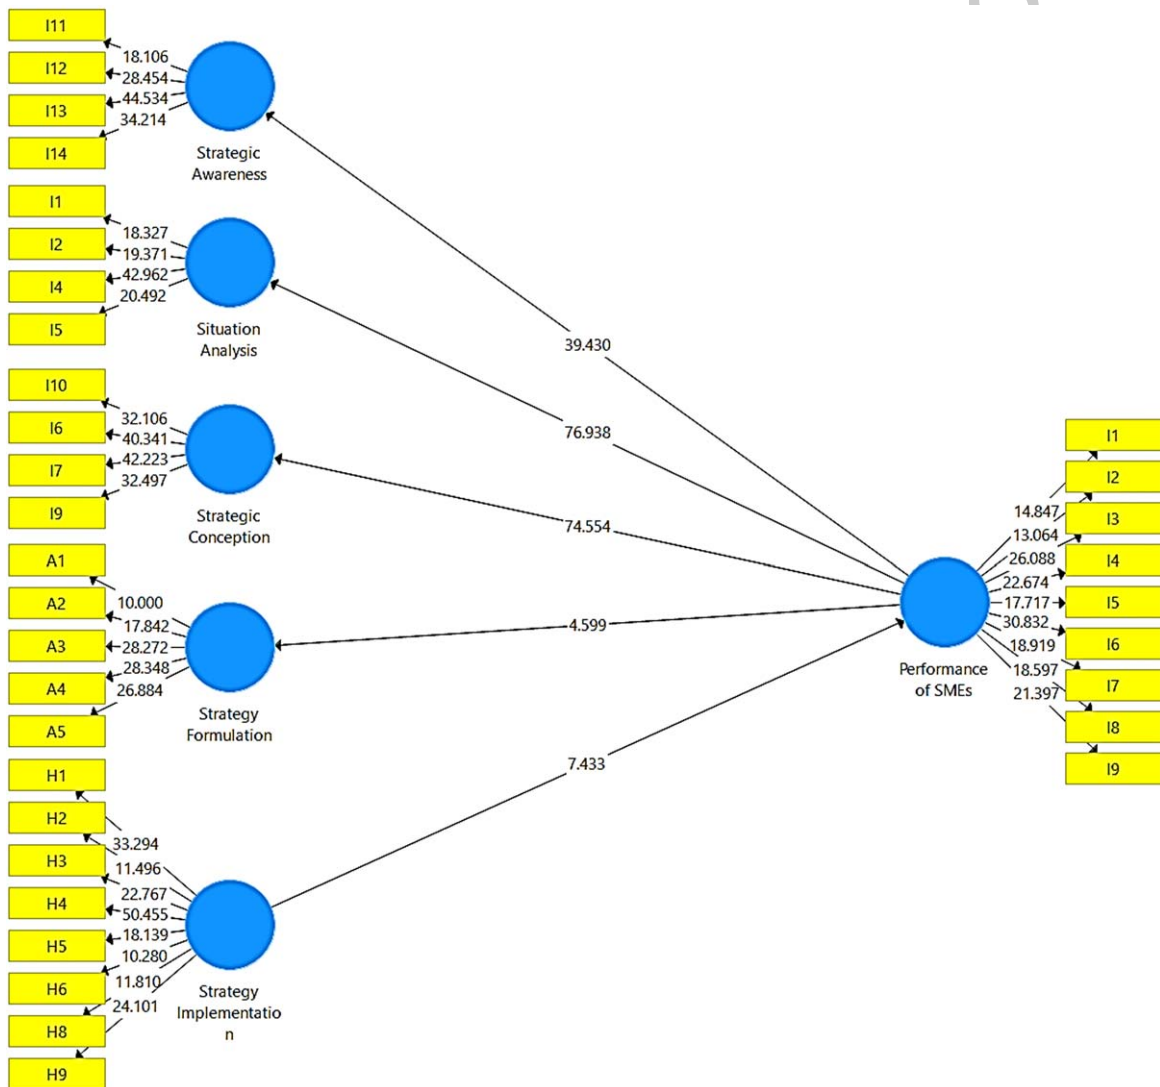 I11
I12
I13
I14
18.106
28.454
44.534
34.214
Strategic
Awareness
I1
I2
I4
I5
18.327
19.371
42.962
20.492
Situation
Analysis
I10
I6
I7
I9
32.106
40.341
42.223
32.497
Strategic
Conception
A1
A2
A3
A4
A5
10.000
17.842
28.272
28.348
26.884
Strategy
Formulation
H1
H2
H3
H4
H5
H6
H8
H9
33.294
11.496
22.767
50.455
18.139
10.280
11.810
24.101
Strategy
Implementatio
n
39.430
76.938
74.554
4.599
7.433
Performance
of SMEs
14.847
13.064
26.088
22.674
17.717
30.832
18.919
18.597
21.397
I1
I2
I3
I4
I5
I6
I7
I8
I9